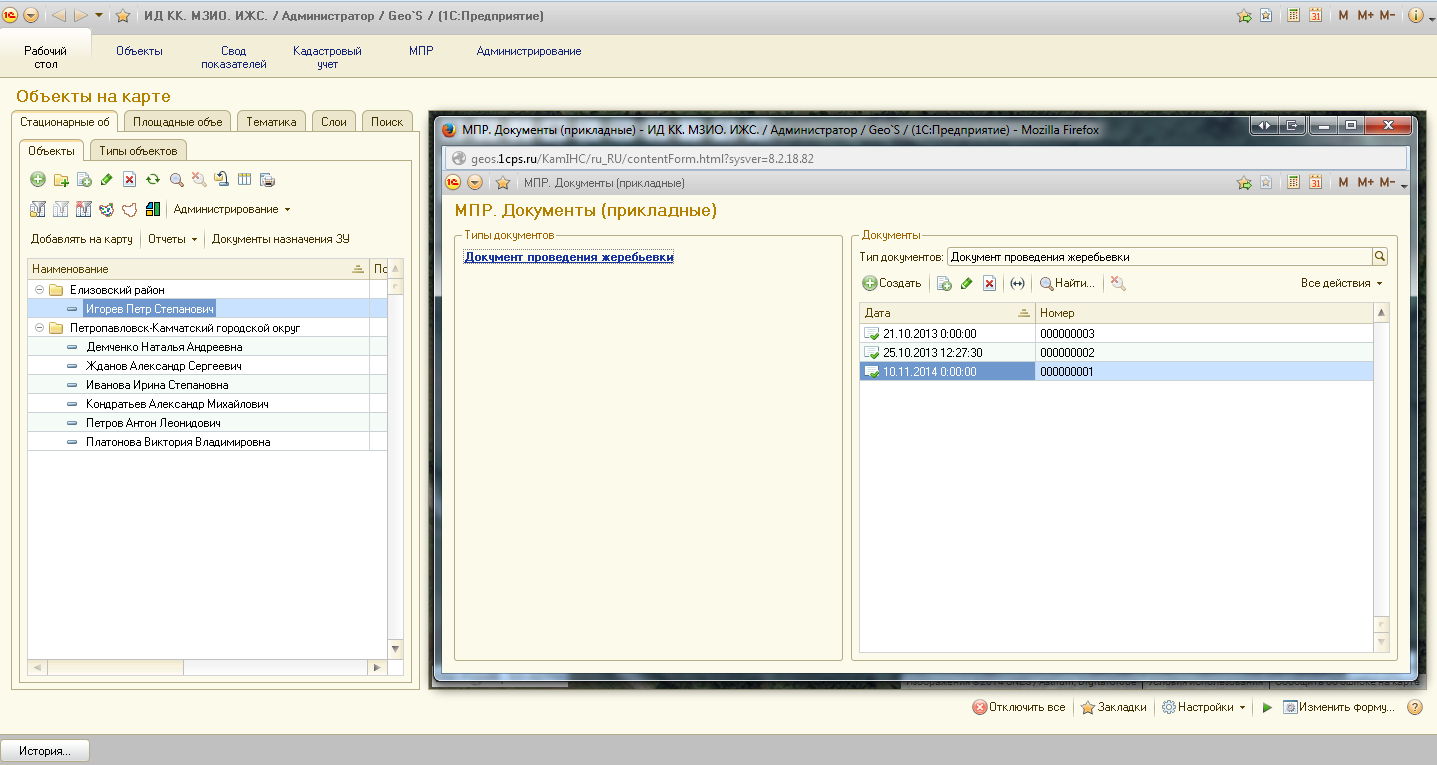 ИД КК. МЗИО. ИЖС. / Администратор / Geo`S / (1С:Предприятие)
M M+ M-
Рабочий стол
Объекты
Свод показателей
Кадастровый учет
МПР
Администрирование
Объекты на карте
Стационарные об
Площадные объе
Тематика
Слои
Поиск
Объекты
Типы объектов
Администрирование
Добавлять на карту
Отчеты
Документы назначения ЗУ
Наименование
Пс
Елизовский район
Игорев Петр Степанович
Петропавловск-Камчатский городской округ
Демченко Наталья Андреевна
Жданов Александр Сергеевич
Иванова Ирина Степановна
Кондратьев Александр Михайлович
Петров Антон Леонидович
Платонова Виктория Владимировна
МПР. Документы (прикладные) - ИД КК. МЗИО. ИЖС. / Администратор / Geo`S / (1С:Предприятие) - Mozilla Firefox
geos.1cps.ru/KamIHC/ru_RU/contentForm.html?sysver=8.2.18.82
МПР. Документы (прикладные)
M M+ M-
МПР. Документы (прикладные)
Типы документов
Документ проведения жеребьевки
Документы
Тип документов: Документ проведения жеребьевки
Создать
Найти...
Все действия
Дата
Номер
21.10.2013 0:00:00 000000003
25.10.2013 12:27:30 000000002
10.11.2014 0:00:00 000000001
Отключить все
Закладки
Настройки
Изменить форму...
История...